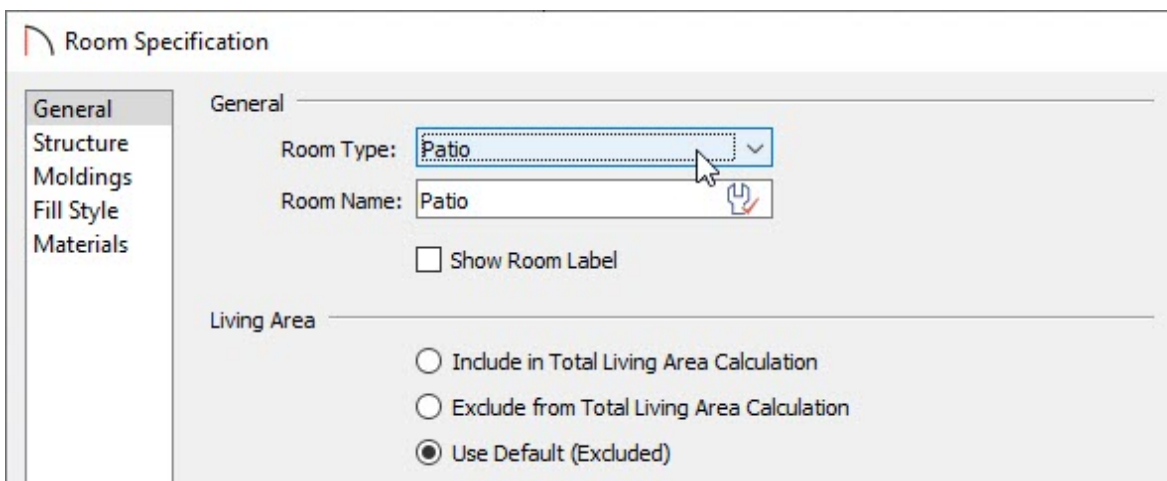 Room Specification
General
Structure
Moldings
Fill Style
Materials
General
Room Type: Patio
Room Name: Patio
Show Room Label
Living Area
Include in Total Living Area Calculation
Exclude from Total Living Area Calculation
Use Default (Excluded)